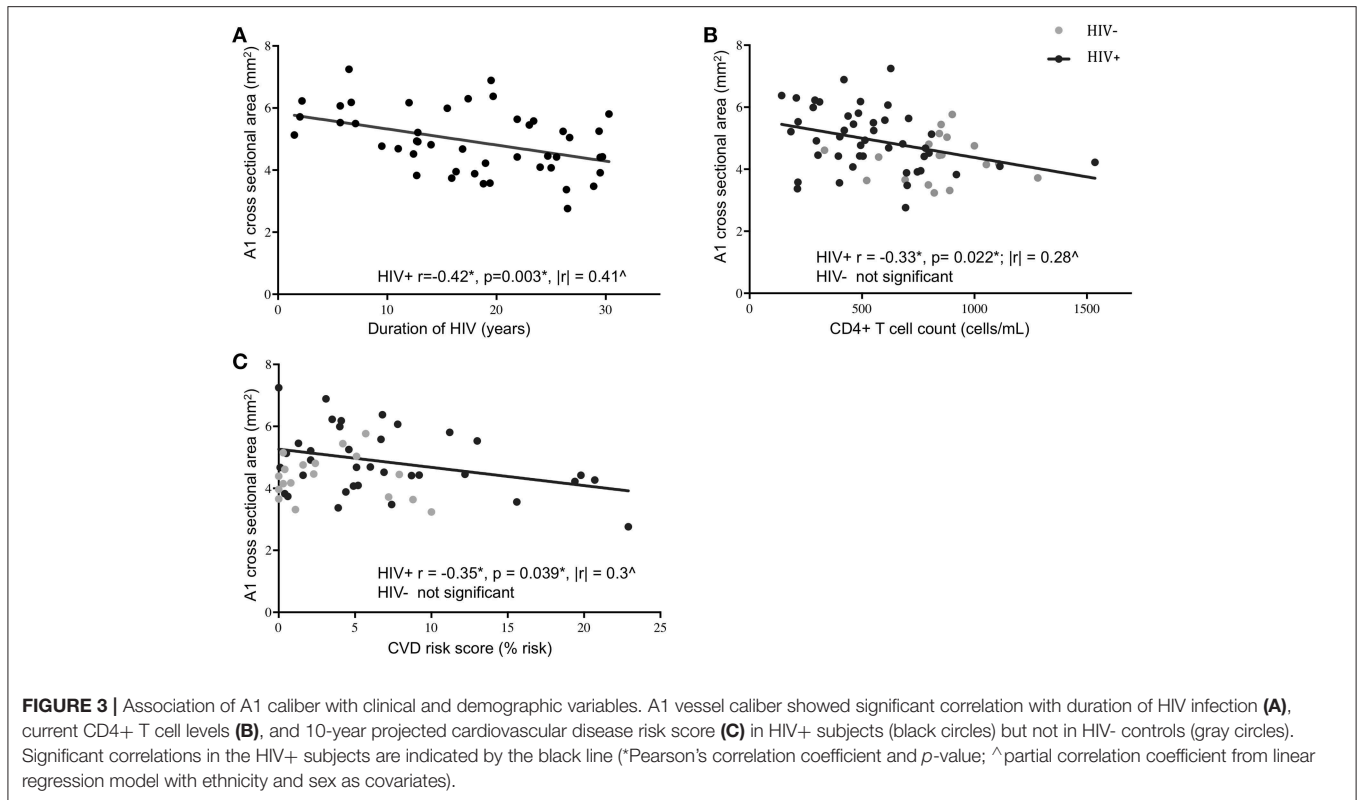 A
8
6
4
2
0
A1 cross sectional area (mm²)
HIV+ r=-0.42*, p=0.003*, |r| = 0.41^
0 10 20 30
Duration of HIV (years)
B
HIV-
HIV+
8
6
4
2
0
A1 cross sectional area (mm²)
HIV+ r = -0.33*, p= 0.022*; |r| = 0.28^
HIV- not significant
0 500 1000 1500
CD4+ T cell count (cells/mL)
C
8
6
4
2
0
A1 cross sectional area (mm²)
HIV+ r = -0.35*, p = 0.039*, |r| = 0.3^
HIV- not significant
0 5 10 15 20 25
CVD risk score (% risk)
FIGURE 3 | Association of A1 caliber with clinical and demographic variables. A1 vessel caliber showed significant correlation with duration of HIV infection (A),
current CD4+ T cell levels (B), and 10-year projected cardiovascular disease risk score (C) in HIV+ subjects (black circles) but not in HIV- controls (gray circles).
Significant correlations in the HIV+ subjects are indicated by the black line (*Pearson's correlation coefficient and p-value; ^partial correlation coefficient from linear
regression model with ethnicity and sex as covariates).